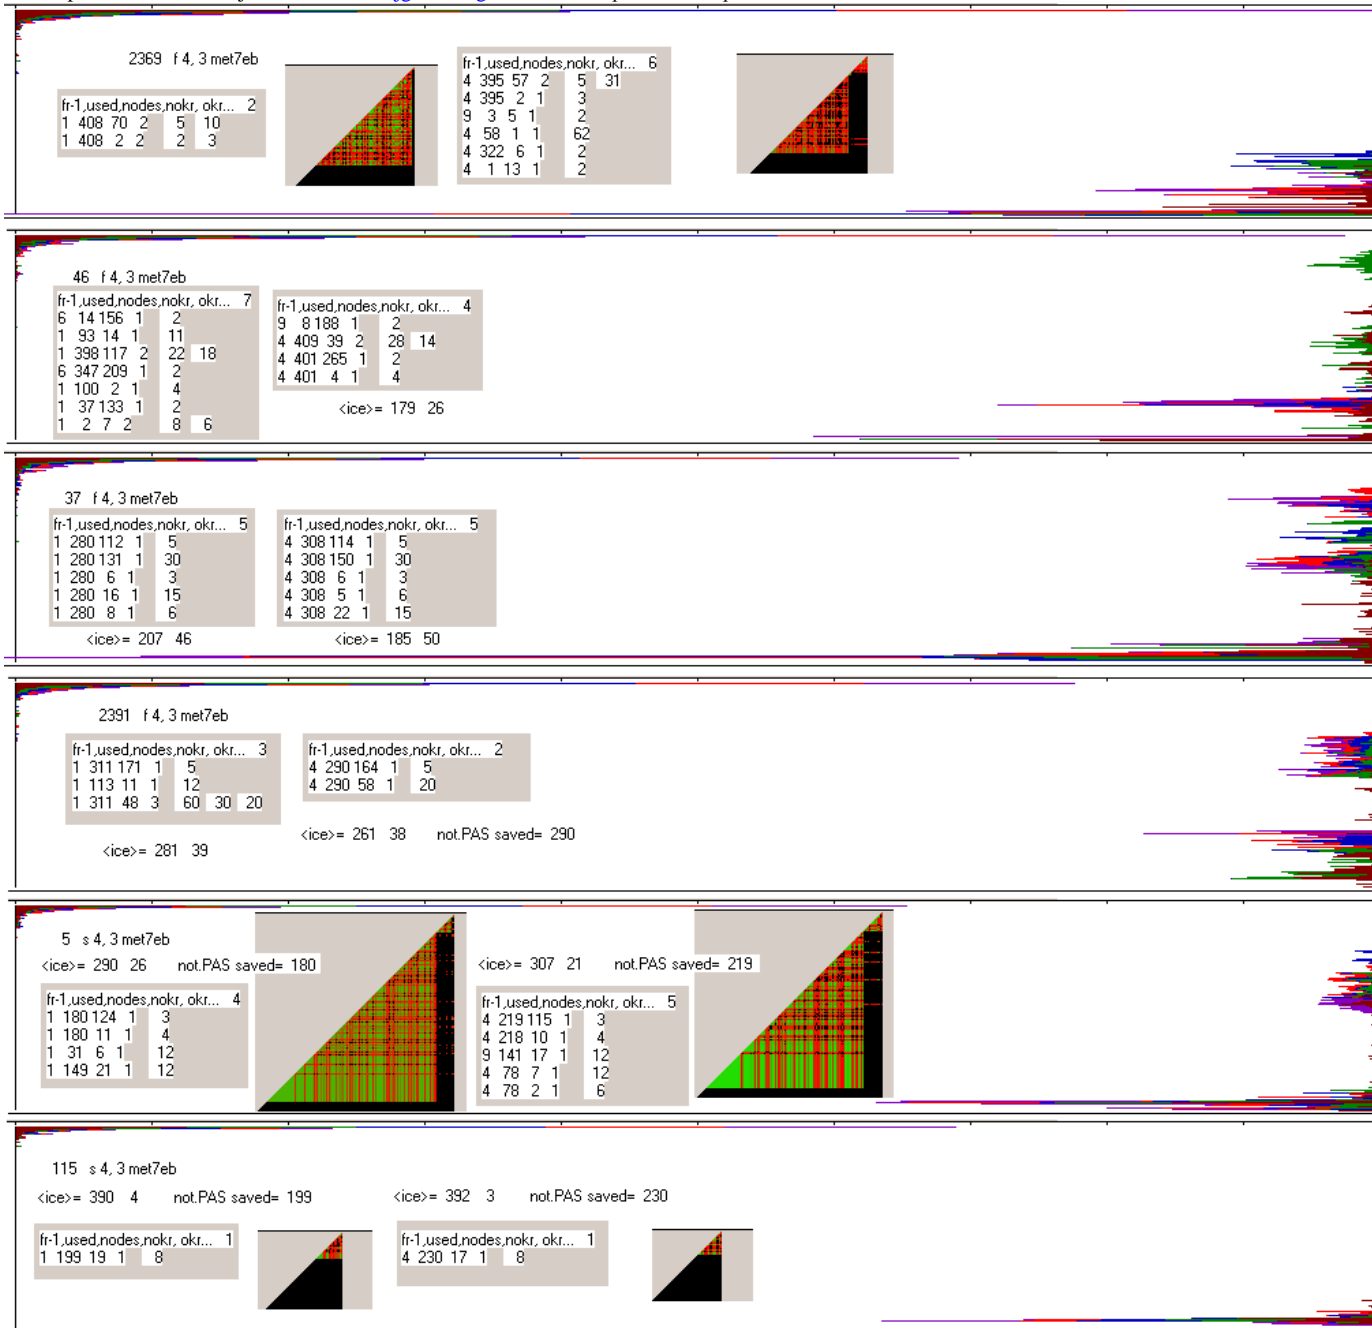 2369 f 4, 3 met7eb
fr-1,used,nodes,nokr, okr... 2
1 408 70 2 5 10
1 408 2 2 2 3
fr-1,used,nodes,nokr, okr... 6
4 395 57 2 5 31
4 395 2 1 3
9 3 5 1 2
4 58 1 1 62
4 322 6 1 2
4 1 13 1 2
46 f 4, 3 met7eb
fr-1,used,nodes,nokr, okr... 7
6 14 156 1 2
1 93 14 1 11
1 398 117 2 22 18
6 347 209 1 2
1 100 2 1 4
1 37 133 1 2
1 2 7 2 8 6
fr-1,used,nodes,nokr, okr... 4
9 8 188 1 2
4 409 39 2 28 14
4 401 265 1 2
4 401 4 1 4
<ice>= 179 26
37 f 4, 3 met7eb
fr-1,used,nodes,nokr, okr... 5
1 280 112 1 5
1 280 131 1 30
1 280 6 1 3
1 280 16 1 15
1 280 8 1 6
<ice>= 207 46
fr-1,used,nodes,nokr, okr... 5
4 308 114 1 5
4 308 150 1 30
4 308 6 1 3
4 308 5 1 6
4 308 22 1 15
<ice>= 185 50
2391 f 4, 3 met7eb
fr-1,used,nodes,nokr, okr... 3
1 311 171 1 5
1 113 11 1 12
1 311 48 3 60 30 20
<ice>= 281 39
fr-1,used,nodes,nokr, okr... 2
4 290 164 1 5
4 290 58 1 20
<ice>= 261 38 not.PAS saved= 290
5 s 4, 3 met7eb
<ice>= 290 26 not.PAS saved= 180
fr-1,used,nodes,nokr, okr... 4
1 180 124 1 3
1 180 11 1 4
1 31 6 1 12
1 149 21 1 12
<ice>= 307 21 not.PAS saved= 219
fr-1,used,nodes,nokr, okr... 5
4 219 115 1 3
4 218 10 1 4
9 141 17 1 12
4 78 7 1 12
4 78 2 1 6
115 s 4, 3 met7eb
<ice>= 390 4 not.PAS saved= 199
fr-1,used,nodes,nokr, okr... 1
1 199 19 1 8
<ice>= 392 3 not.PAS saved= 230
fr-1,used,nodes,nokr, okr... 1
4 230 17 1 8